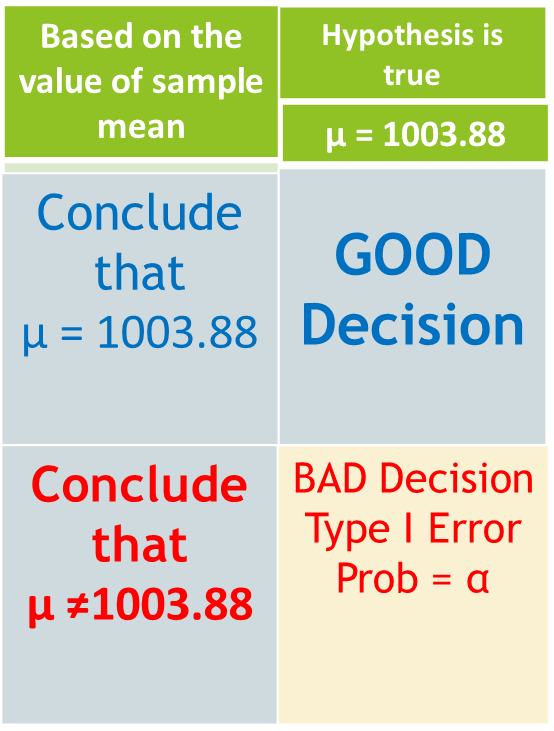 Based on the
value of sample
mean
Hypothesis is
true
μ = 1003.88
Conclude
that
μ = 1003.88
GOOD
Decision
Conclude
that
μ ≠1003.88
BAD Decision
Type I Error
Prob = α